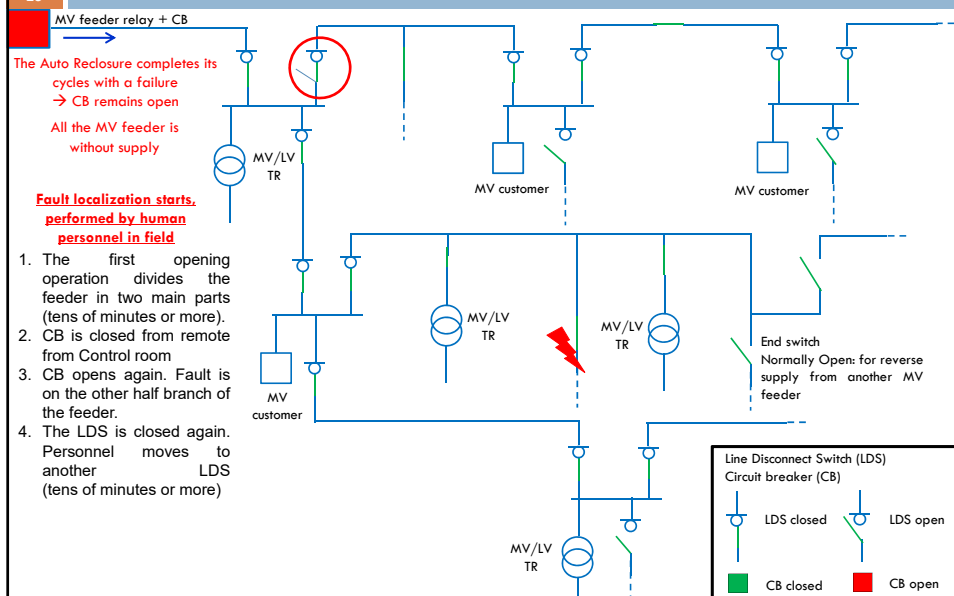 MV feeder relay + CB
The Auto Reclosure completes its
cycles with a failure
→ CB remains open
All the MV feeder is
without supply
Fault localization starts,
performed by human
personnel in field
1. The first opening
operation divides the
feeder in two main parts
(tens of minutes or more).
2. CB is closed from remote
from Control room
3. CB opens again. Fault is
on the other half branch of
the feeder.
4. The LDS is closed again.
Personnel moves to
another LDS
(tens of minutes or more)
MV/LV
TR
MV customer
MV customer
MV/LV
TR
MV/LV
TR
MV
customer
End switch
Normally Open: for reverse
supply from another MV
feeder
MV/LV
TR
Line Disconnect Switch (LDS)
Circuit breaker (CB)
LDS closed
LDS open
CB closed
CB open